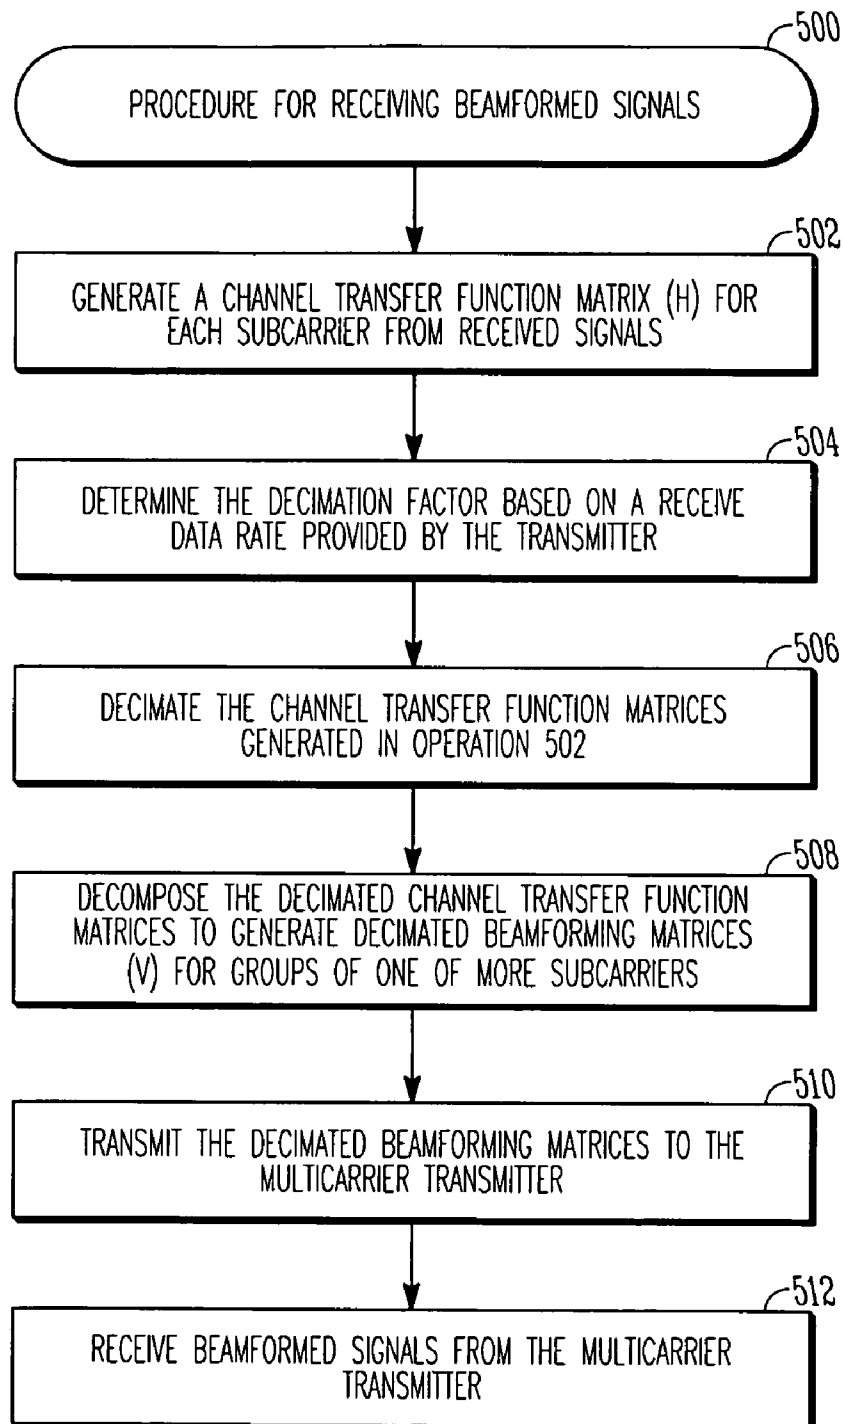 500
PROCEDURE FOR RECEIVING BEAMFORMED SIGNALS
502
GENERATE A CHANNEL TRANSFER FUNCTION MATRIX (H) FOR
EACH SUBCARRIER FROM RECEIVED SIGNALS
504
DETERMINE THE DECIMATION FACTOR BASED ON A RECEIVE
DATA RATE PROVIDED BY THE TRANSMITTER
506
DECIMATE THE CHANNEL TRANSFER FUNCTION MATRICES
GENERATED IN OPERATION 502
508
DECOMPOSE THE DECIMATED CHANNEL TRANSFER FUNCTION
MATRICES TO GENERATE DECIMATED BEAMFORMING MATRICES
(V) FOR GROUPS OF ONE OF MORE SUBCARRIERS
510
TRANSMIT THE DECIMATED BEAMFORMING MATRICES TO THE
MULTICARRIER TRANSMITTER
512
RECEIVE BEAMFORMED SIGNALS FROM THE MULTICARRIER
TRANSMITTER